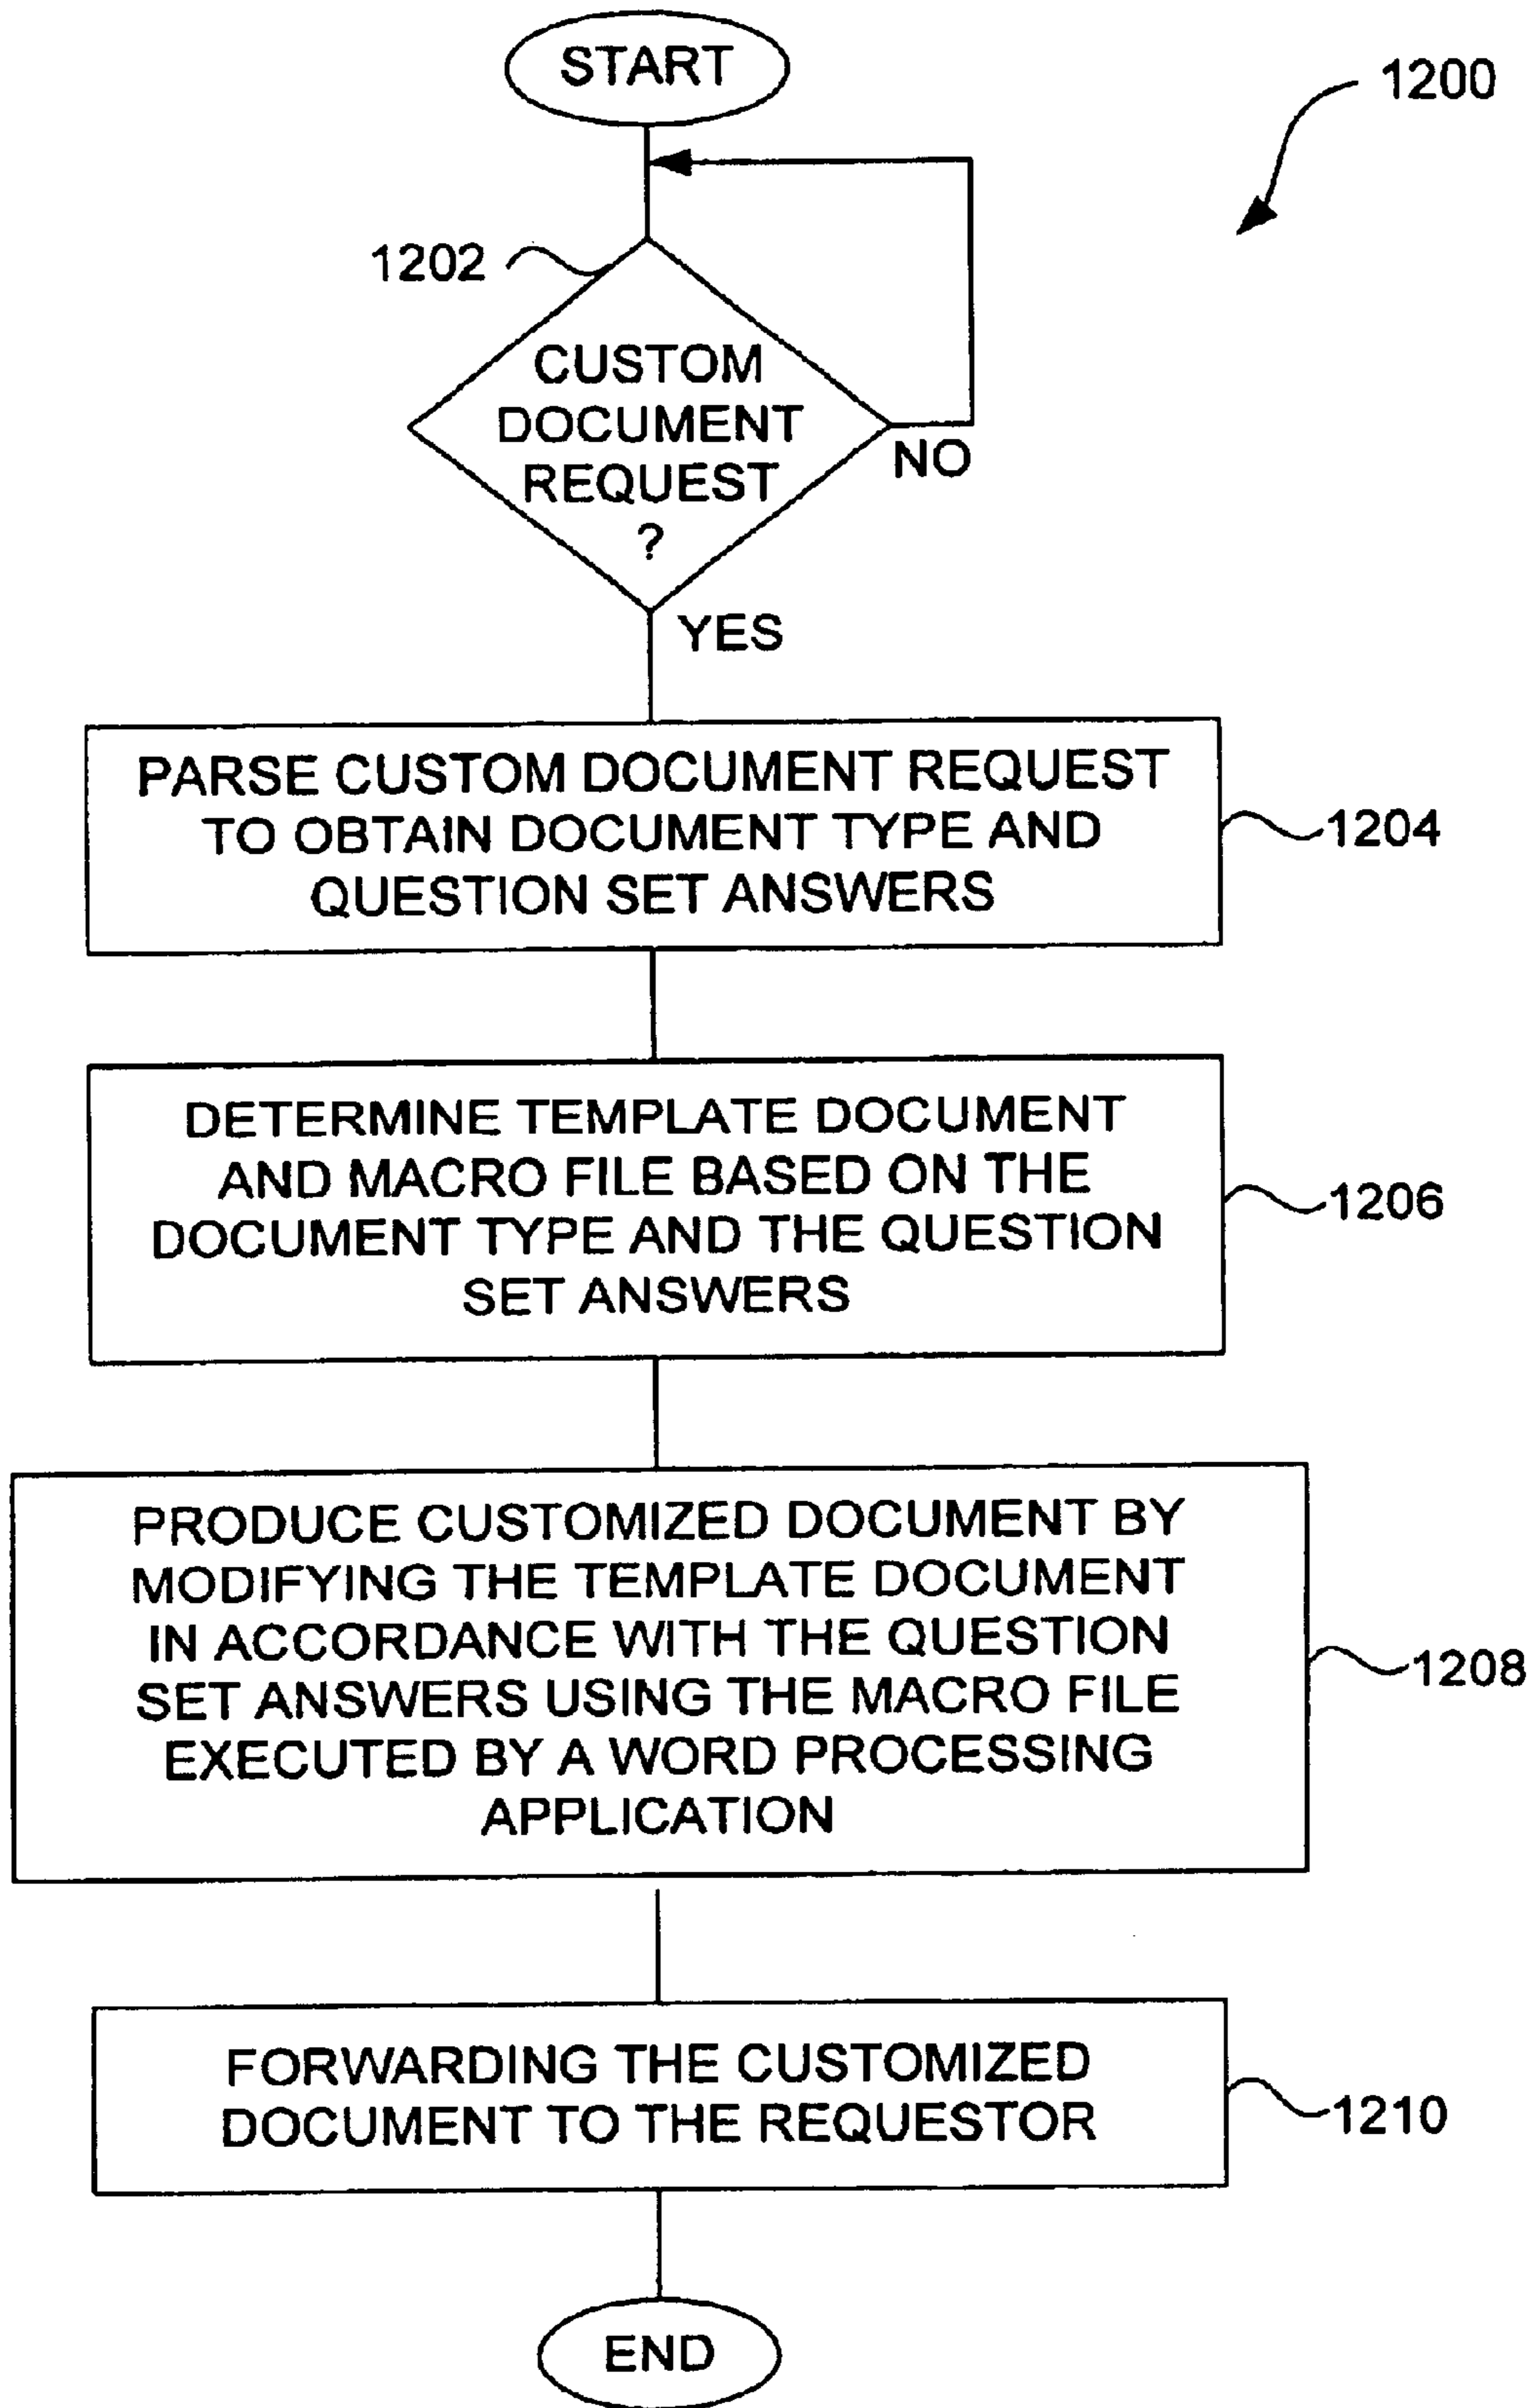 START
1200
1202
CUSTOM
DOCUMENT
REQUEST
?
NO
YES
PARSE CUSTOM DOCUMENT REQUEST
TO OBTAIN DOCUMENT TYPE AND
QUESTION SET ANSWERS
1204
DETERMINE TEMPLATE DOCUMENT
AND MACRO FILE BASED ON THE
DOCUMENT TYPE AND THE QUESTION
SET ANSWERS
1206
PRODUCE CUSTOMIZED DOCUMENT BY
MODIFYING THE TEMPLATE DOCUMENT
IN ACCORDANCE WITH THE QUESTION
SET ANSWERS USING THE MACRO FILE
EXECUTED BY A WORD PROCESSING
APPLICATION
1208
FORWARDING THE CUSTOMIZED
DOCUMENT TO THE REQUESTOR
1210
END